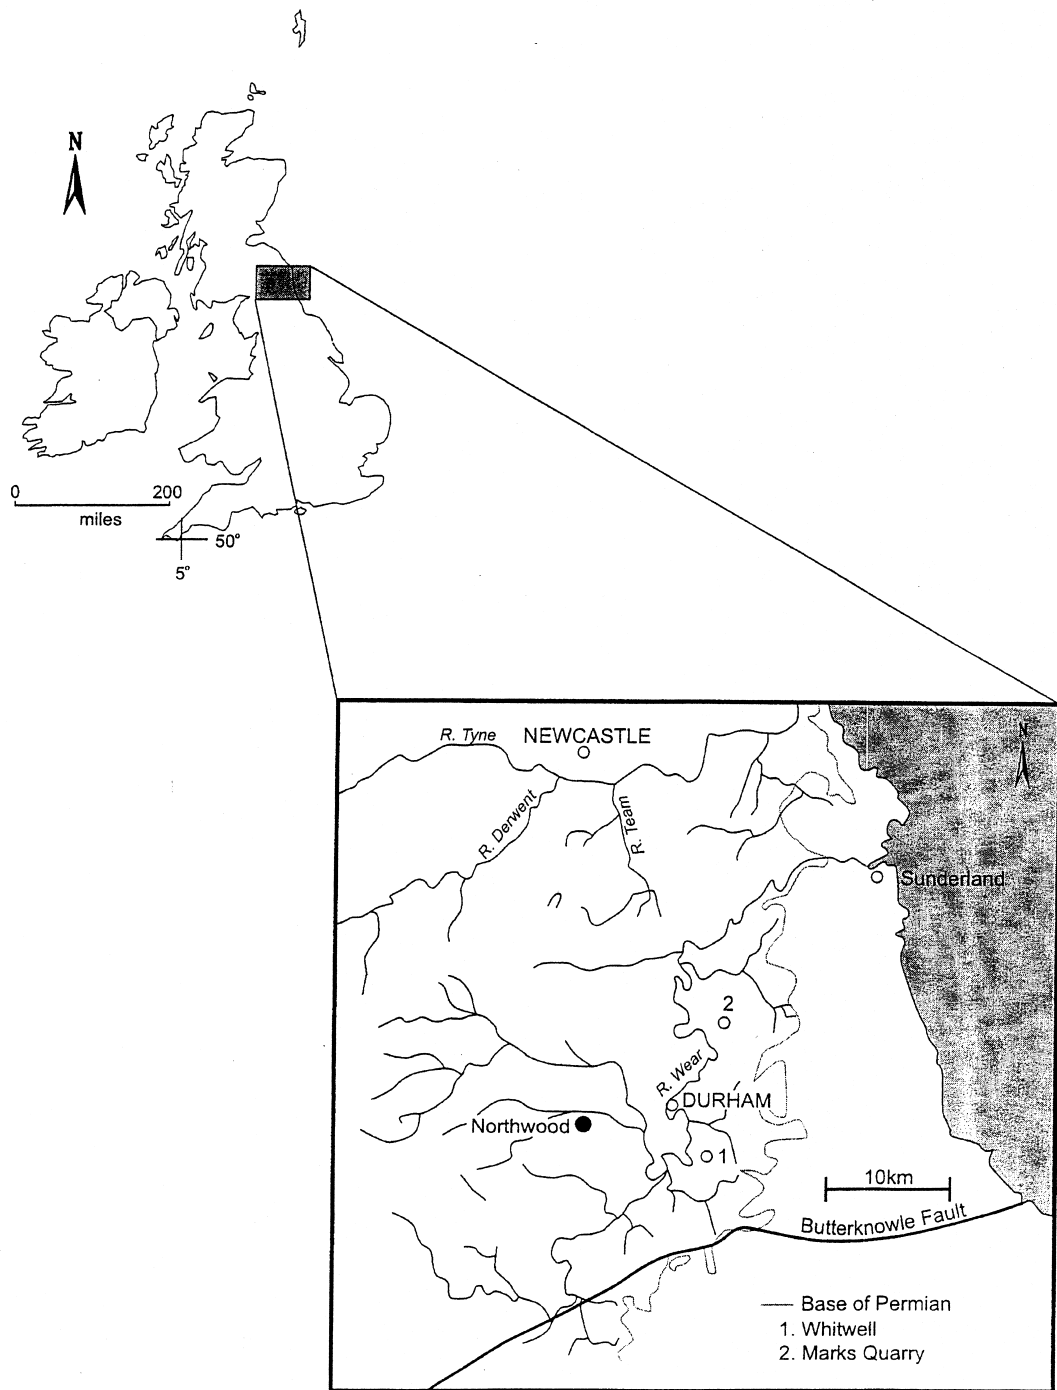 N
0 200
miles
50°
5°
R. Tyne
NEWCASTLE
N
R. Derwent
R. Team
Sunderland
2
R. Wear
DURHAM
Northwood
1
10km
Butterknowle Fault
Base of Permian
1. Whitwell
2. Marks Quarry